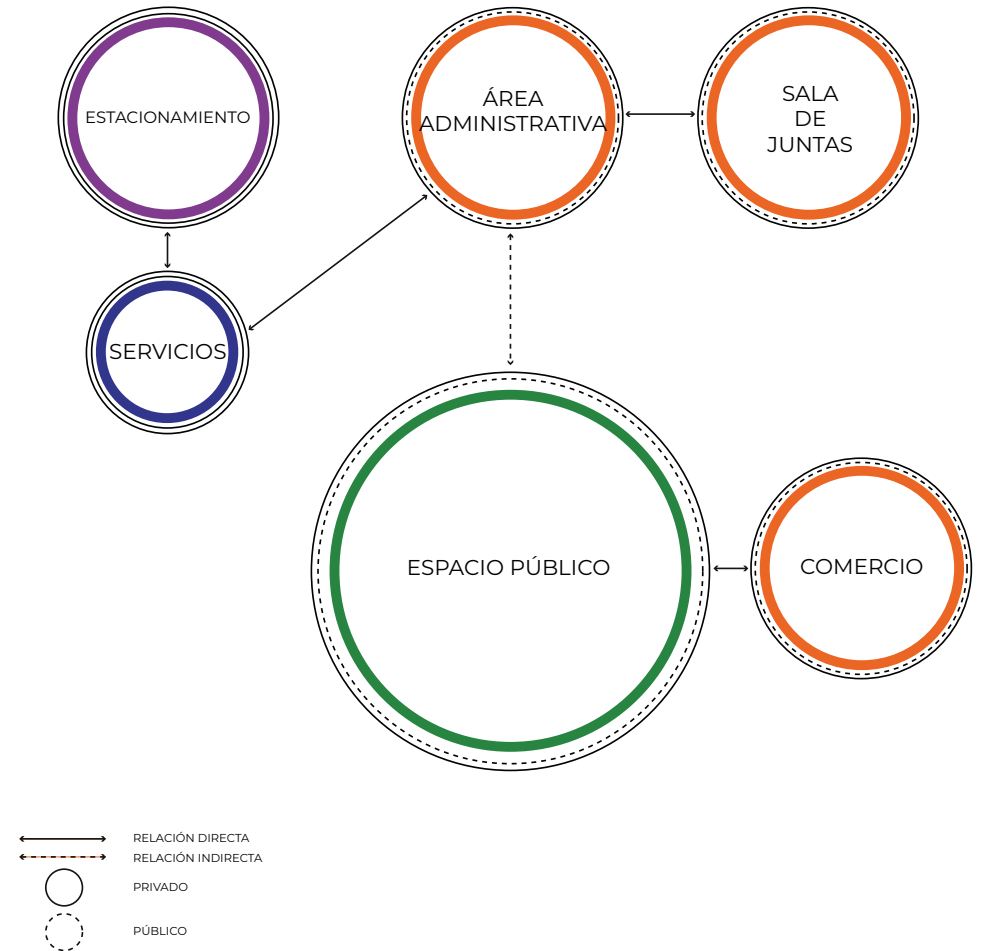 ESTACIONAMIENTO
ÁREA
ADMINISTRATIVA
SALA
DE
JUNTAS
SERVICIOS
ESPACIO PÚBLICO
COMERCIO
RELACIÓN DIRECTA
RELACIÓN INDIRECTA
PRIVADO
PÚBLICO